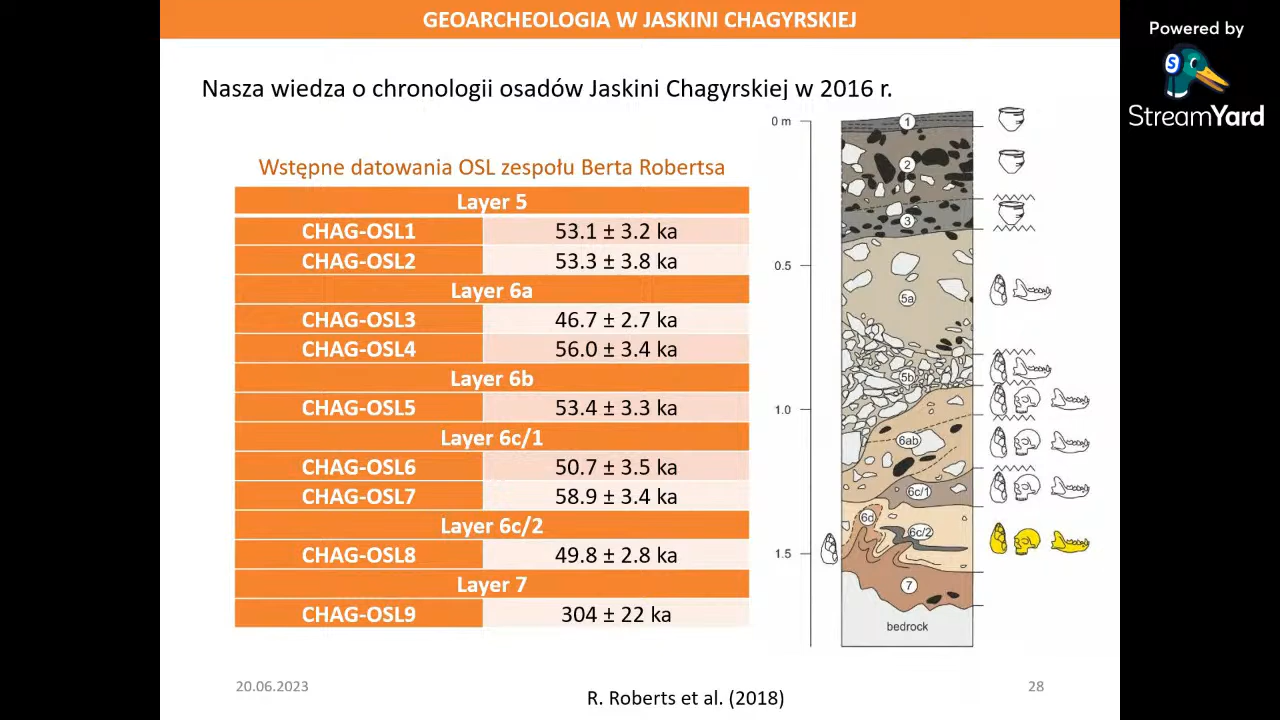 GEOARCHEOLOGIA W JASKINI CHAGYRSKIEJ
Powered by
S
StreamYard
Nasza wiedza o chronologii osadów Jaskini Chagyrskiej w 2016 r.
Wstępne datowania OSL zespołu Berta Robertsa
Layer 5
CHAG-OSL1 53.1 ± 3.2 ka
CHAG-OSL2 53.3 ± 3.8 ka
Layer 6a
CHAG-OSL3 46.7 ± 2.7 ka
CHAG-OSL4 56.0 ± 3.4 ka
Layer 6b
CHAG-OSL5 53.4 ± 3.3 ka
Layer 6c/1
CHAG-OSL6 50.7 ± 3.5 ka
CHAG-OSL7 58.9 ± 3.4 ka
Layer 6c/2
CHAG-OSL8 49.8 ± 2.8 ka
Layer 7
CHAG-OSL9 304 ± 22 ka
0 m
0.5
1.0
1.5
1
2
3
5a
5b
6ab
6c/1
6d
6c/2
7
bedrock
20.06.2023
R. Roberts et al. (2018)
28